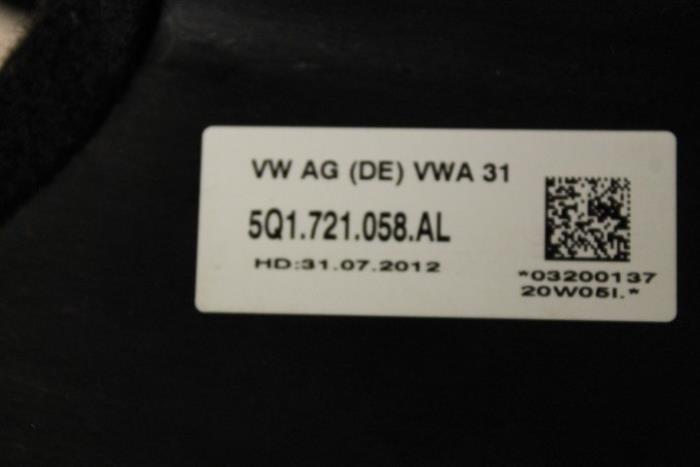 VW AG (DE) VWA 31
5Q1.721.058.AL
HD:31.07.2012
*03200137
20W05I.*